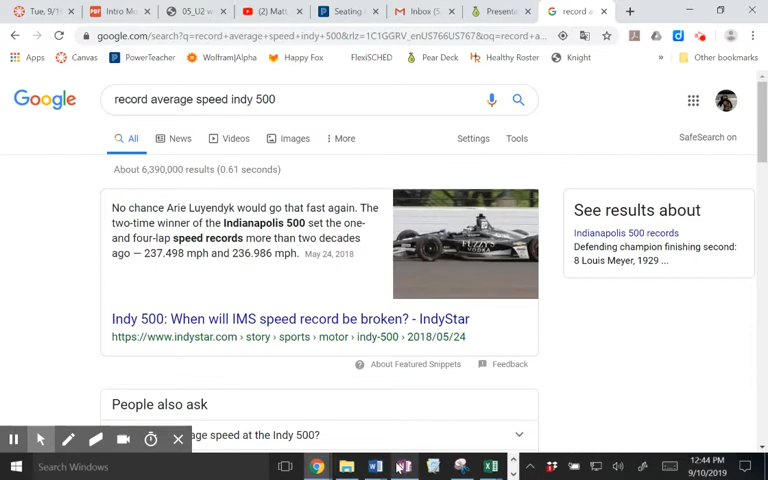 Tue, 9/1
Intro Mo
05_U2 w
(2) Matt
Seating
Inbox (5
Presenta
record a
google.com/search?q=record+average+speed+indy+500&rlz=1C1GGRV_enUS766US767&oq=record+a...
Apps
Canvas
PowerTeacher
Wolfram|Alpha
Happy Fox
FlexiSCHED
Pear Deck
Healthy Roster
Knight
»
Other bookmarks
Google
record average speed indy 500
All
News
Videos
Images
More
Settings
Tools
SafeSearch on
About 6,390,000 results (0.61 seconds)
No chance Arie Luyendyk would go that fast again. The
two-time winner of the Indianapolis 500 set the one-
and four-lap speed records more than two decades
ago — 237.498 mph and 236.986 mph. May 24, 2018
FUZZY'S
VODKA
See results about
Indianapolis 500 records
Defending champion finishing second:
8 Louis Meyer, 1929 ...
Indy 500: When will IMS speed record be broken? - IndyStar
https://www.indystar.com › story › sports › motor › indy-500 › 2018/05/24
About Featured Snippets
Feedback
People also ask
age speed at the Indy 500?
Search Windows
12:44 PM
9/10/2019